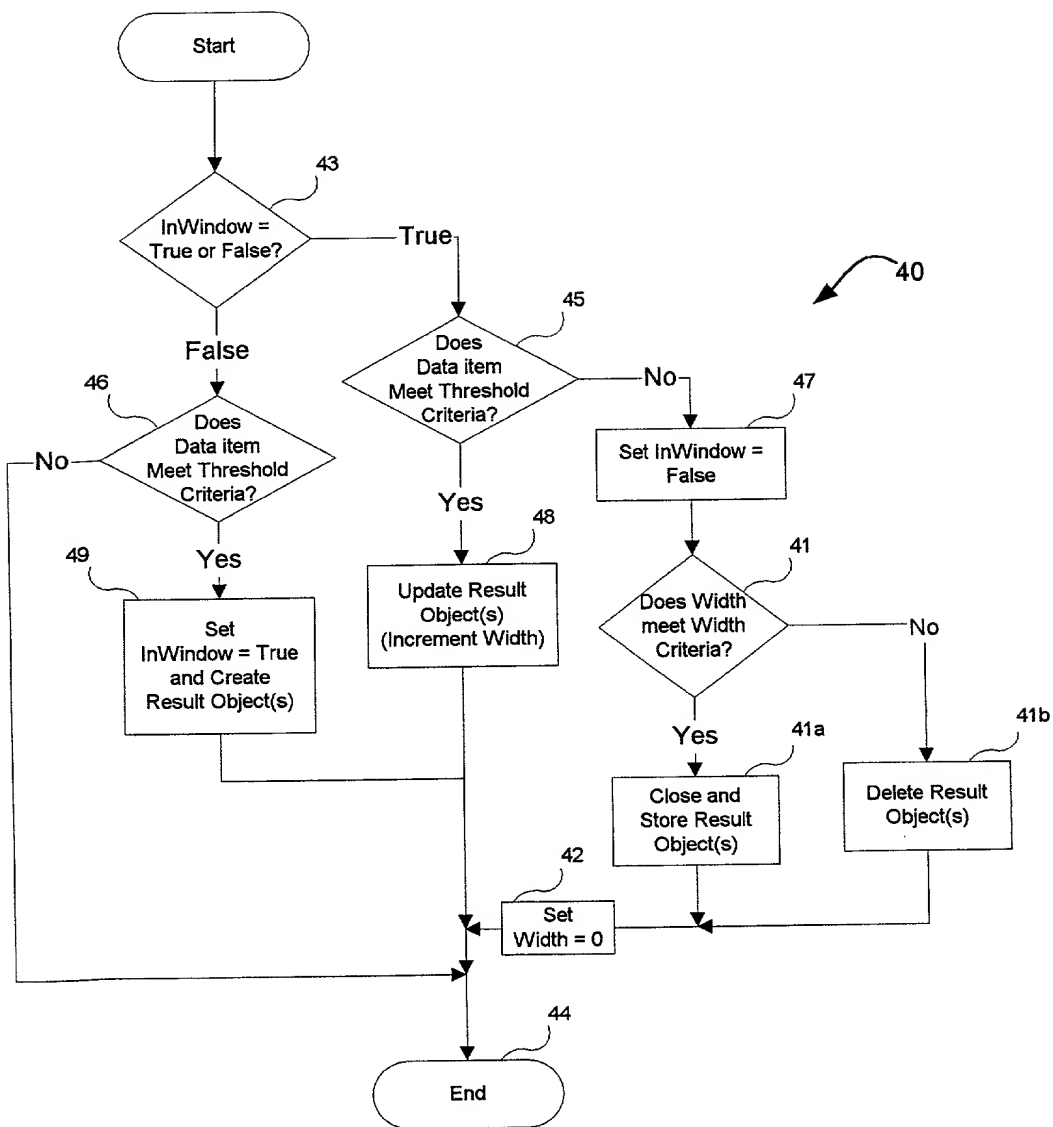 Start
43
InWindow =
True or False?
True
40
False
45
Does
Data item
Meet Threshold
Criteria?
No
46
Does
Data item
Meet Threshold
Criteria?
No
47
Set InWindow =
False
Yes
Yes
49
Set
InWindow = True
and Create
Result Object(s)
48
Update Result
Object(s)
(Increment Width)
41
Does Width
meet Width
Criteria?
No
Yes
41a
Close and
Store Result
Object(s)
41b
Delete Result
Object(s)
42
Set
Width = 0
44
End